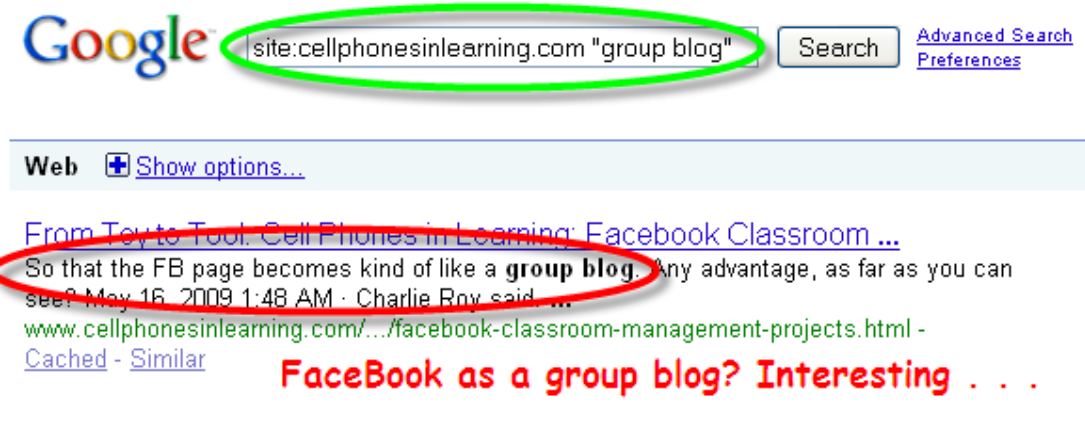 Google site:cellphonesinlearning.com "group blog" Search Advanced Search
Preferences
Web Show options...
From Toy to Tool: Cell Phones in Learning: Facebook Classroom ...
So that the FB page becomes kind of like a group blog. Any advantage, as far as you can
see? May 16, 2009 1:48 AM · Charlie Roy said. ...
www.cellphonesinlearning.com/.../facebook-classroom-management-projects.html -
Cached - Similar
FaceBook as a group blog? Interesting . . .